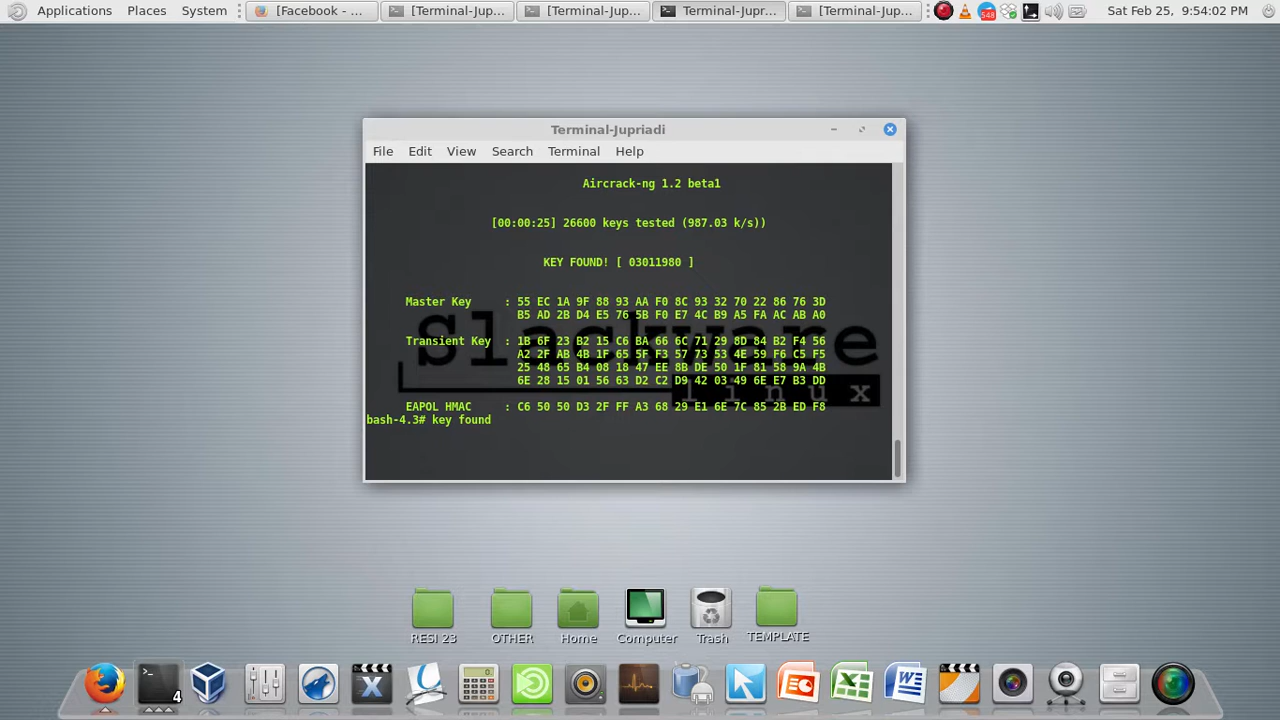 Applications Places System [Facebook - ... [Terminal-Jup... [Terminal-Jup... Terminal-Jupr... [Terminal-Jup... 548 Sat Feb 25, 9:54:02 PM
Terminal-Jupriadi
File Edit View Search Terminal Help
Aircrack-ng 1.2 beta1
[00:00:25] 26600 keys tested (987.03 k/s))
KEY FOUND! [ 03011980 ]
Master Key : 55 EC 1A 9F 88 93 AA F0 8C 93 32 70 22 86 76 3D
B5 AD 2B D4 E5 76 5B F0 E7 4C B9 A5 FA AC AB A0
Transient Key : 1B 6F 23 B2 15 C6 BA 66 6C 71 29 8D 84 B2 F4 56
A2 2F AB 4B 1F 65 5F F3 57 73 53 4E 59 F6 C5 F5
25 48 65 B4 08 18 47 EE 8B DE 50 1F 81 58 9A 4B
6E 28 15 01 56 63 D2 C2 D9 42 03 49 6E E7 B3 DD
EAPOL HMAC : C6 50 50 D3 2F FF A3 68 29 E1 6E 7C 85 2B ED F8
bash-4.3# key found
Slackware
linux
RESI 23 OTHER Home Computer Trash TEMPLATE
4